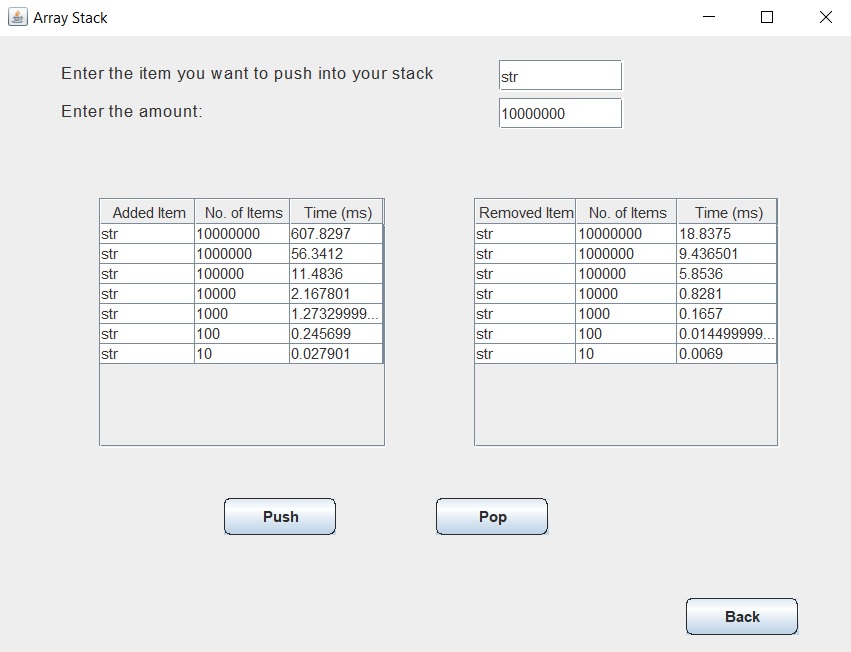 Array Stack
Enter the item you want to push into your stack str
Enter the amount: 10000000
Added Item No. of Items Time (ms) Removed Item No. of Items Time (ms)
str 10000000 607.8297 str 10000000 18.8375
str 1000000 56.3412 str 1000000 9.436501
str 100000 11.4836 str 100000 5.8536
str 10000 2.167801 str 10000 0.8281
str 1000 1.27329999... str 1000 0.1657
str 100 0.245699 str 100 0.014499999...
str 10 0.027901 str 10 0.0069
Push Pop
Back